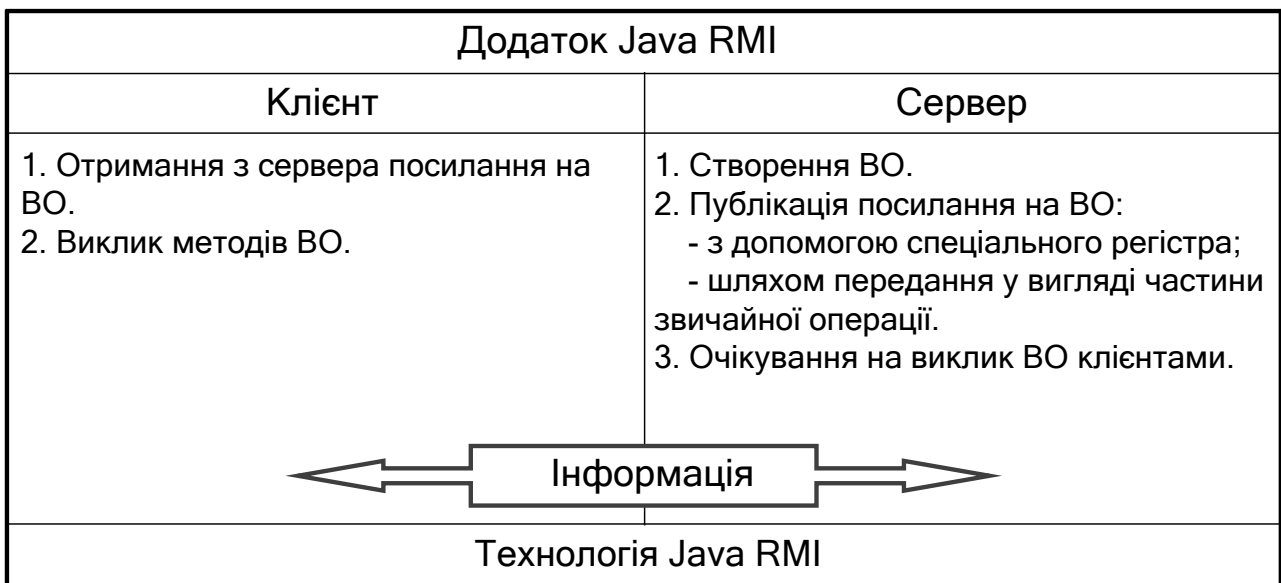 Додаток Java RMI
Клієнт
Сервер
1. Отримання з сервера посилання на
ВО.
2. Виклик методів ВО.
1. Створення ВО.
2. Публікація посилання на ВО:
- з допомогою спеціального регістра;
- шляхом передання у вигляді частини
звичайної операції.
3. Очікування на виклик ВО клієнтами.
Інформація
Технологія Java RMI